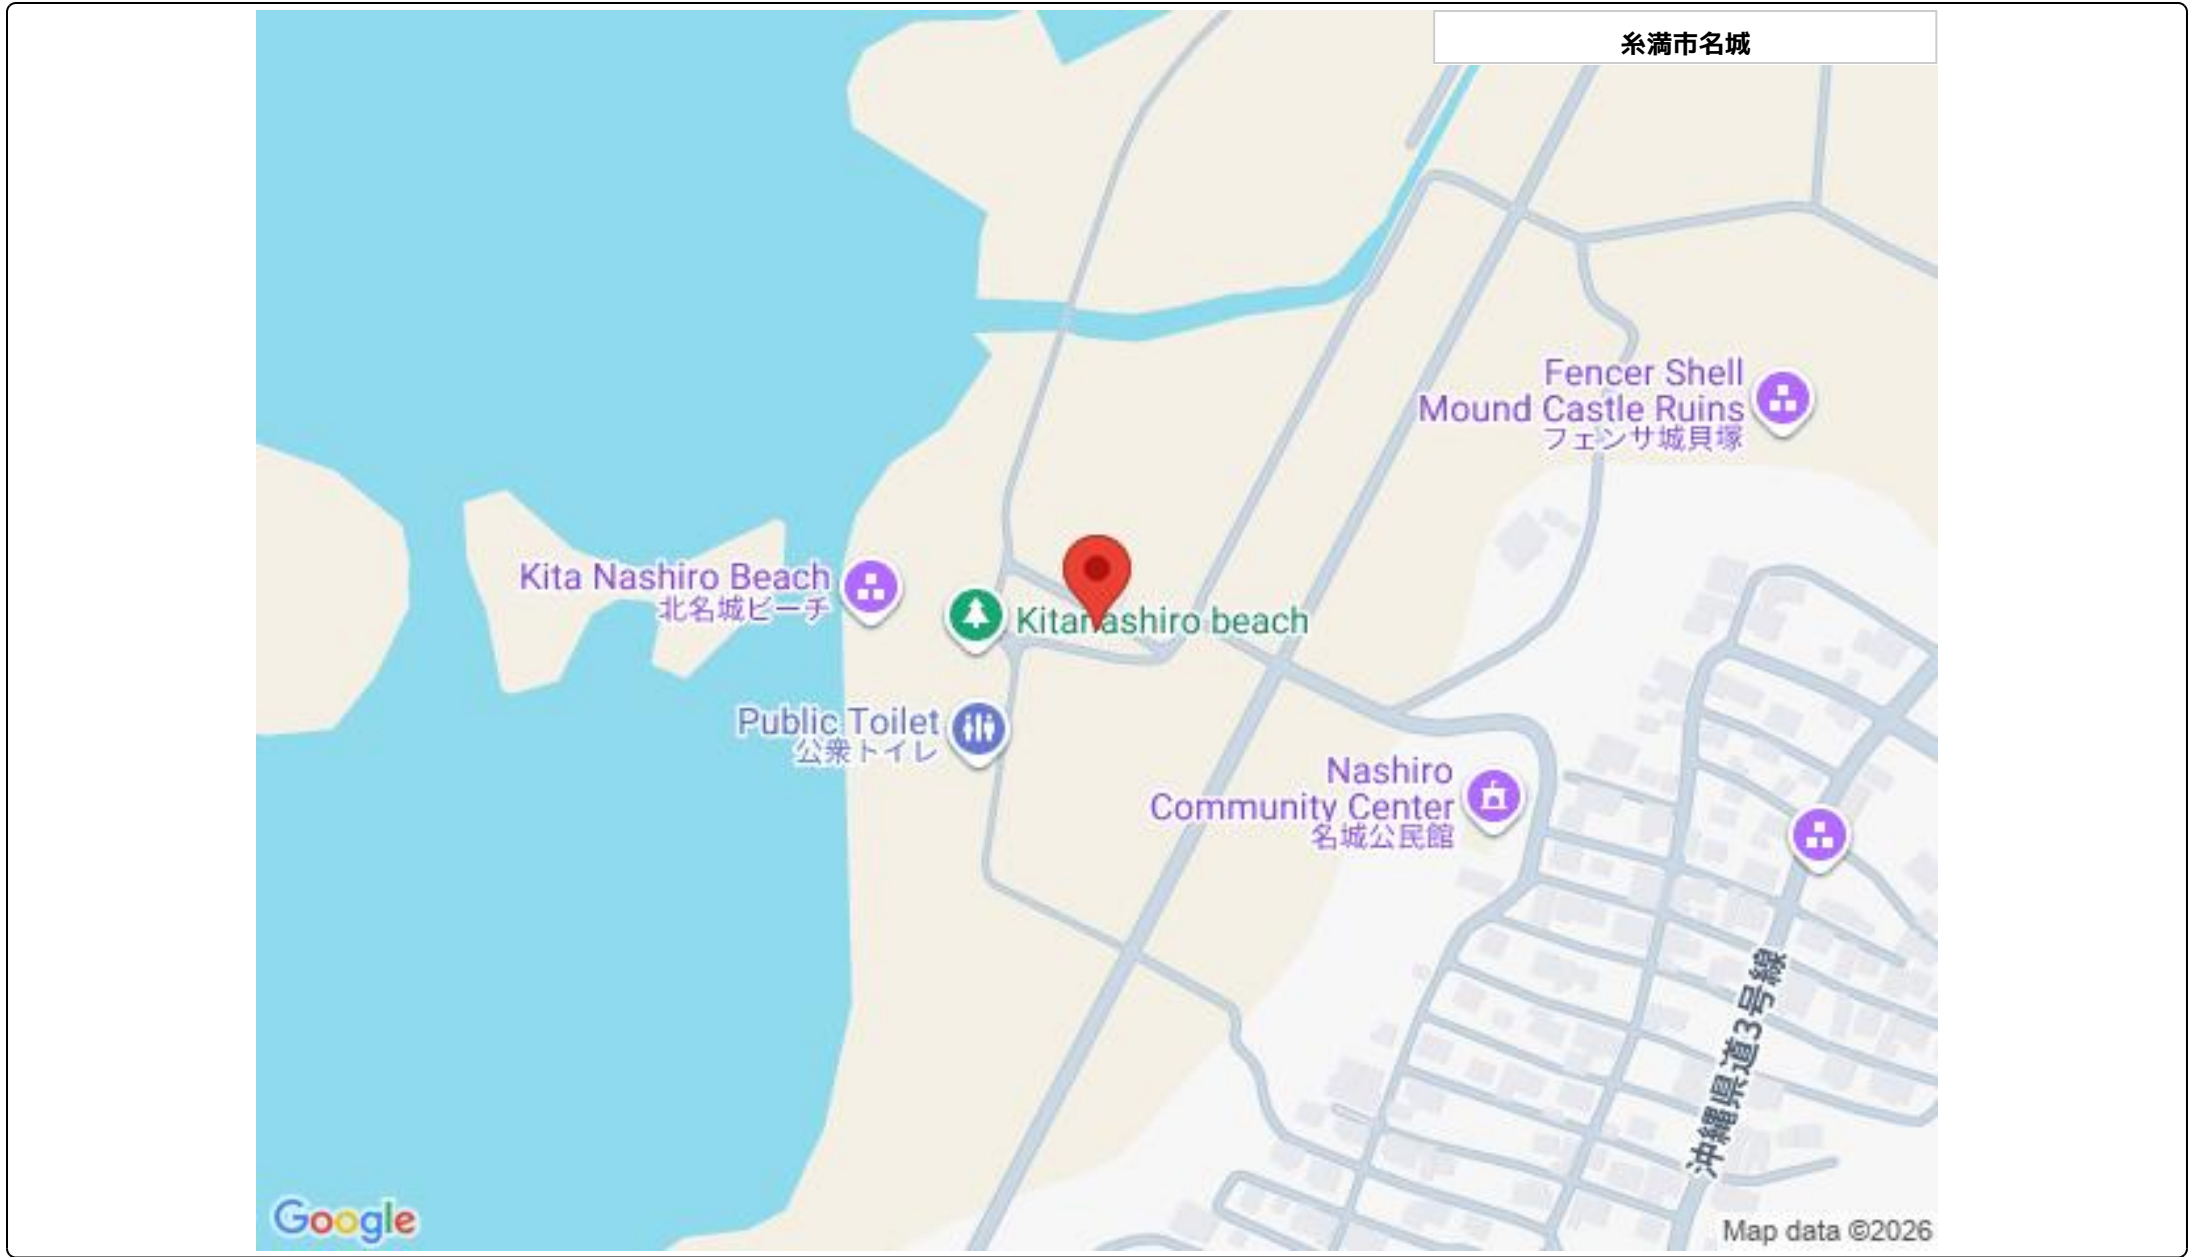 糸満市名城
Fencer Shell
Mound Castle Ruins
フェンサ城貝塚
Kita Nashiro Beach
北名城ビーチ
Kitanashiro beach
Public Toilet
公衆トイレ
Nashiro
Community Center
名城公民館
沖縄県道3号線
Google
Map data ©2026